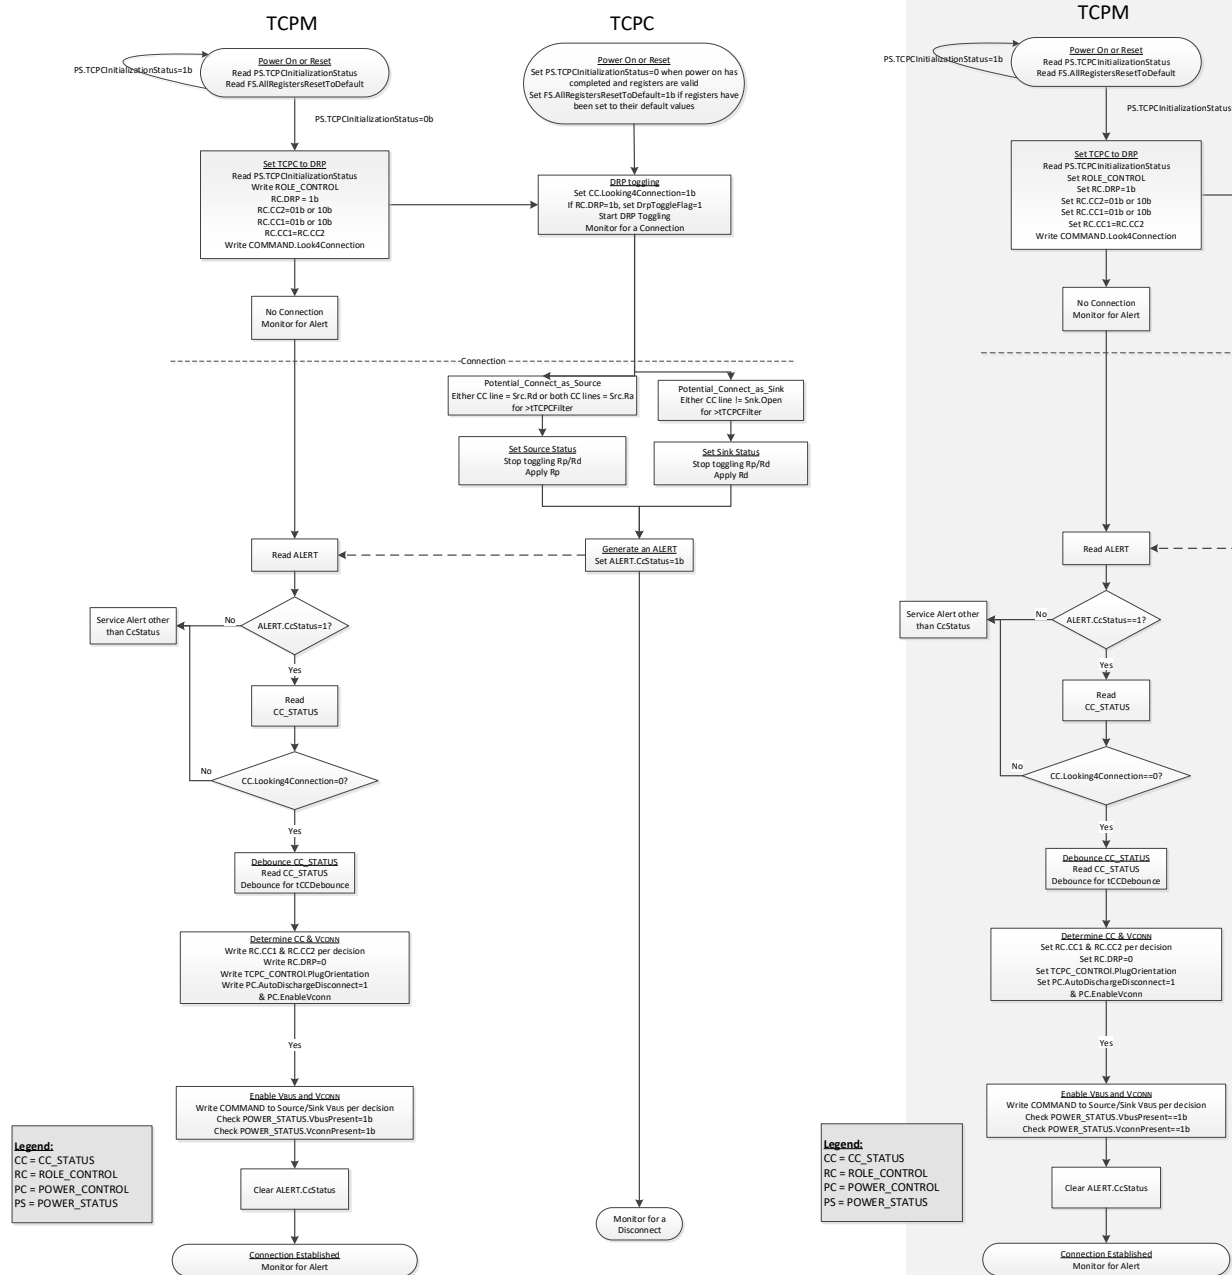 TCPM
Power On or Reset
Read PS.TCPCInitializationStatus
Read FS.AllRegistersResetToDefault
PS.TCPCInitializationStatus=1b
PS.TCPCInitializationStatus=0b
Set TCPC to DRP
Read PS.TCPCInitializationStatus
Write ROLE_CONTROL
RC.DRP = 1b
RC.CC2=01b or 10b
RC.CC1=01b or 10b
RC.CC1=RC.CC2
Write COMMAND.Look4Connection
No Connection
Monitor for Alert
TCPC
Power On or Reset
Set PS.TCPCInitializationStatus=0 when power on has
completed and registers are valid
Set FS.AllRegistersResetToDefault=1b if registers have
been set to their default values
DRP toggling
Set CC.Looking4Connection=1b
If RC.DRP=1b, set DrpToggleFlag=1
Start DRP Toggling
Monitor for a Connection
Connection
Potential_Connect_as_Source
Either CC line = Src.Rd or both CC lines = Src.Ra
for >tTCPCFilter
Potential_Connect_as_Sink
Either CC line != Snk.Open
for >tTCPCFilter
Set Source Status
Stop toggling Rp/Rd
Apply Rp
Set Sink Status
Stop toggling Rp/Rd
Apply Rd
Generate an ALERT
Set ALERT.CcStatus=1b
Read ALERT
ALERT.CcStatus=1?
No
Service Alert other
than CcStatus
Yes
Read
CC_STATUS
CC.Looking4Connection=0?
No
Yes
Debounce CC_STATUS
Read CC_STATUS
Debounce for tCCDebounce
Determine CC & VCONN
Write RC.CC1 & RC.CC2 per decision
Write RC.DRP=0
Write TCPC_CONTROl.PlugOrientation
Write PC.AutoDischargeDisconnect=1
& PC.EnableVconn
Yes
Enable VBUS and VCONN
Write COMMAND to Source/Sink VBUS per decision
Check POWER_STATUS.VbusPresent=1b
Check POWER_STATUS.VconnPresent=1b
Clear ALERT.CcStatus
Connection Established
Monitor for Alert
Monitor for a
Disconnect
Legend:
CC = CC_STATUS
RC = ROLE_CONTROL
PC = POWER_CONTROL
PS = POWER_STATUS
TCPM
Power On or Reset
Read PS.TCPCInitializationStatus
Read FS.AllRegistersResetToDefault
PS.TCPCInitializationStatus=1b
PS.TCPCInitializationStatus
Set TCPC to DRP
Read PS.TCPCInitializationStatus
Set ROLE_CONTROL
Set RC.DRP=1b
Set RC.CC2=01b or 10b
Set RC.CC1=01b or 10b
Set RC.CC1=RC.CC2
Write COMMAND.Look4Connection
No Connection
Monitor for Alert
Read ALERT
ALERT.CcStatus==1?
No
Service Alert other
than CcStatus
Yes
Read
CC_STATUS
CC.Looking4Connection==0?
No
Yes
Debounce CC_STATUS
Read CC_STATUS
Debounce for tCCDebounce
Determine CC & VCONN
Set RC.CC1 & RC.CC2 per decision
Set RC.DRP=0
Set TCPC_CONTROl.PlugOrientation
Set PC.AutoDischargeDisconnect=1
& PC.EnableVconn
Yes
Enable VBUS and VCONN
Write COMMAND to Source/Sink VBUS per decision
Check POWER_STATUS.VbusPresent==1b
Check POWER_STATUS.VconnPresent==1b
Clear ALERT.CcStatus
Connection Established
Monitor for Alert
Legend:
CC = CC_STATUS
RC = ROLE_CONTROL
PC = POWER_CONTROL
PS = POWER_STATUS